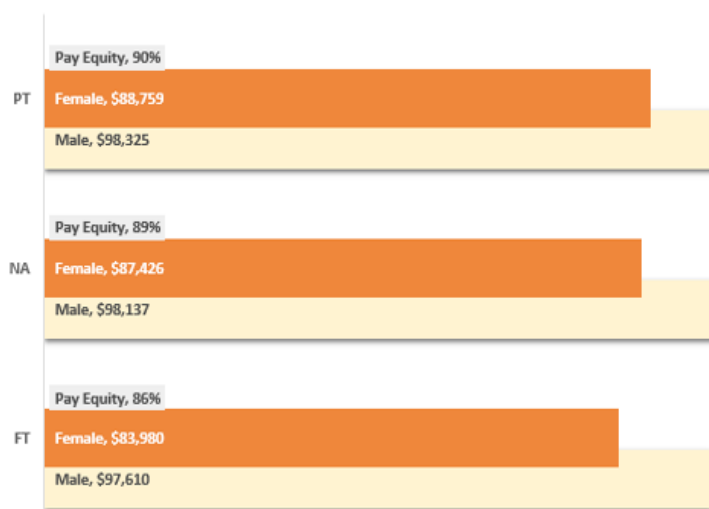 Pay Equity, 90%
PT
Female, $88,759
Male, $98,325
Pay Equity, 89%
NA
Female, $87,426
Male, $98,137
Pay Equity, 86%
FT
Female, $83,980
Male, $97,610